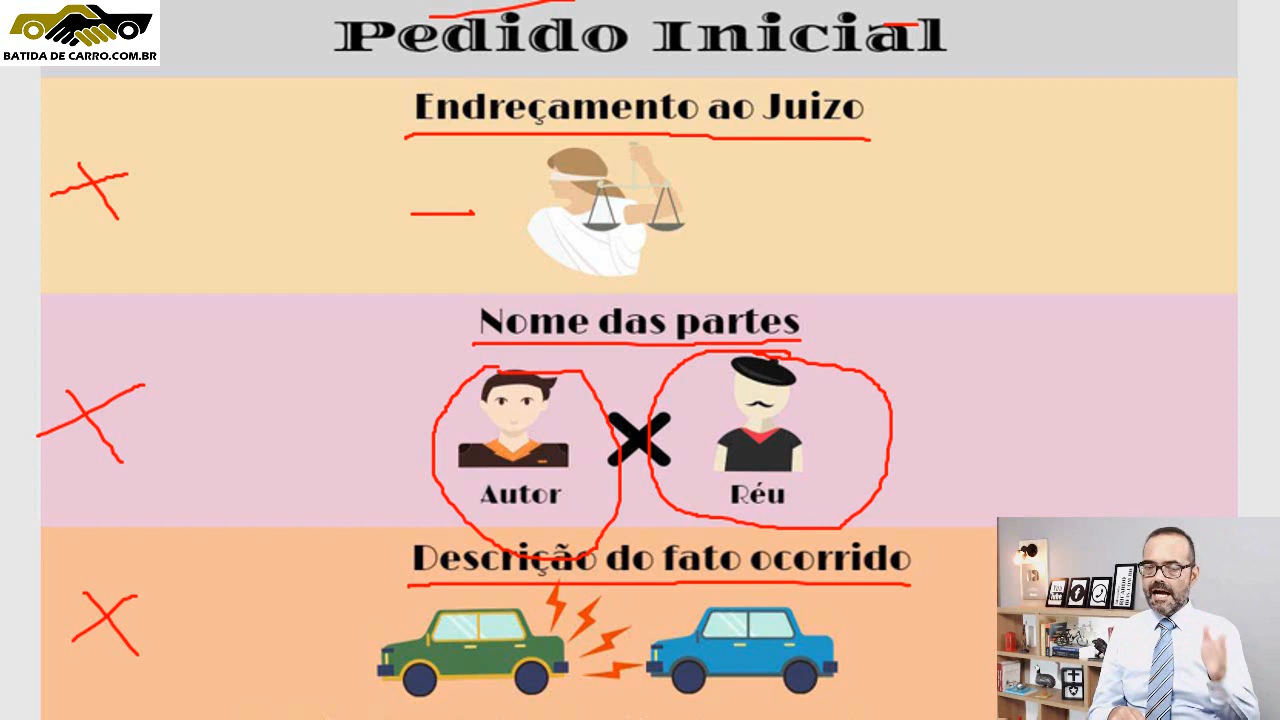 Pedido Inicial
BATIDA DE CARRO.COM.BR
Endreçamento ao Juizo
Nome das partes
Autor
Réu
Descrição do fato ocorrido